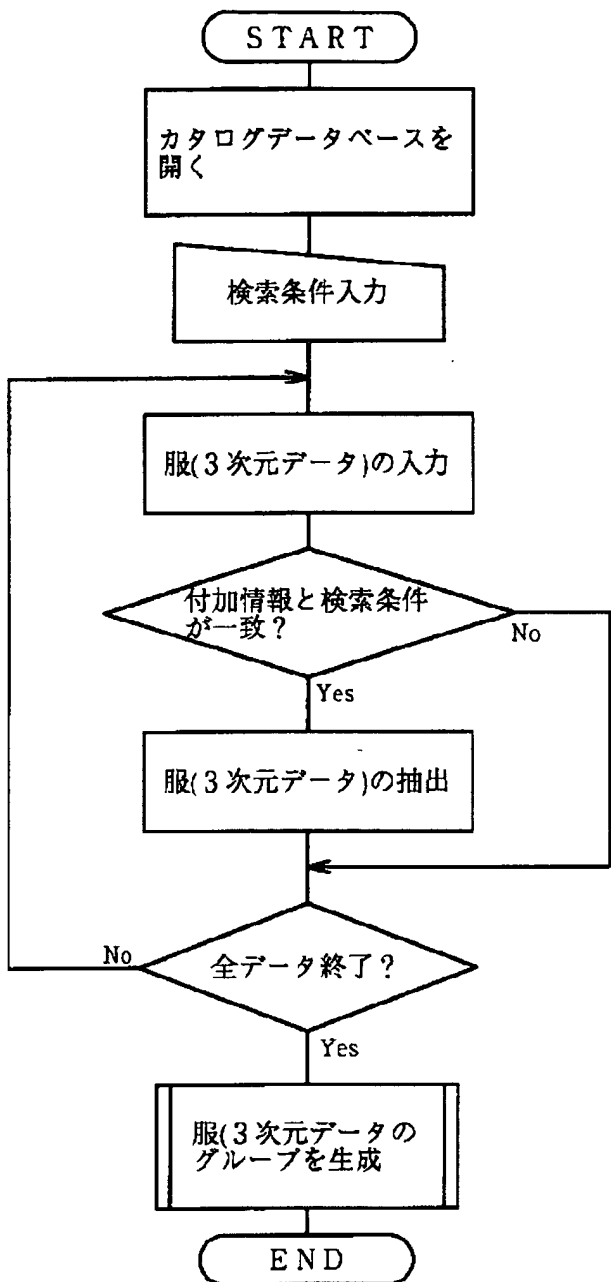 START
カタログデータベースを
開く
検索条件入力
服(3次元データ)の入力
付加情報と検索条件
が一致?
No
Yes
服(3次元データ)の抽出
No
全データ終了?
Yes
服(3次元データの
グループを生成
END